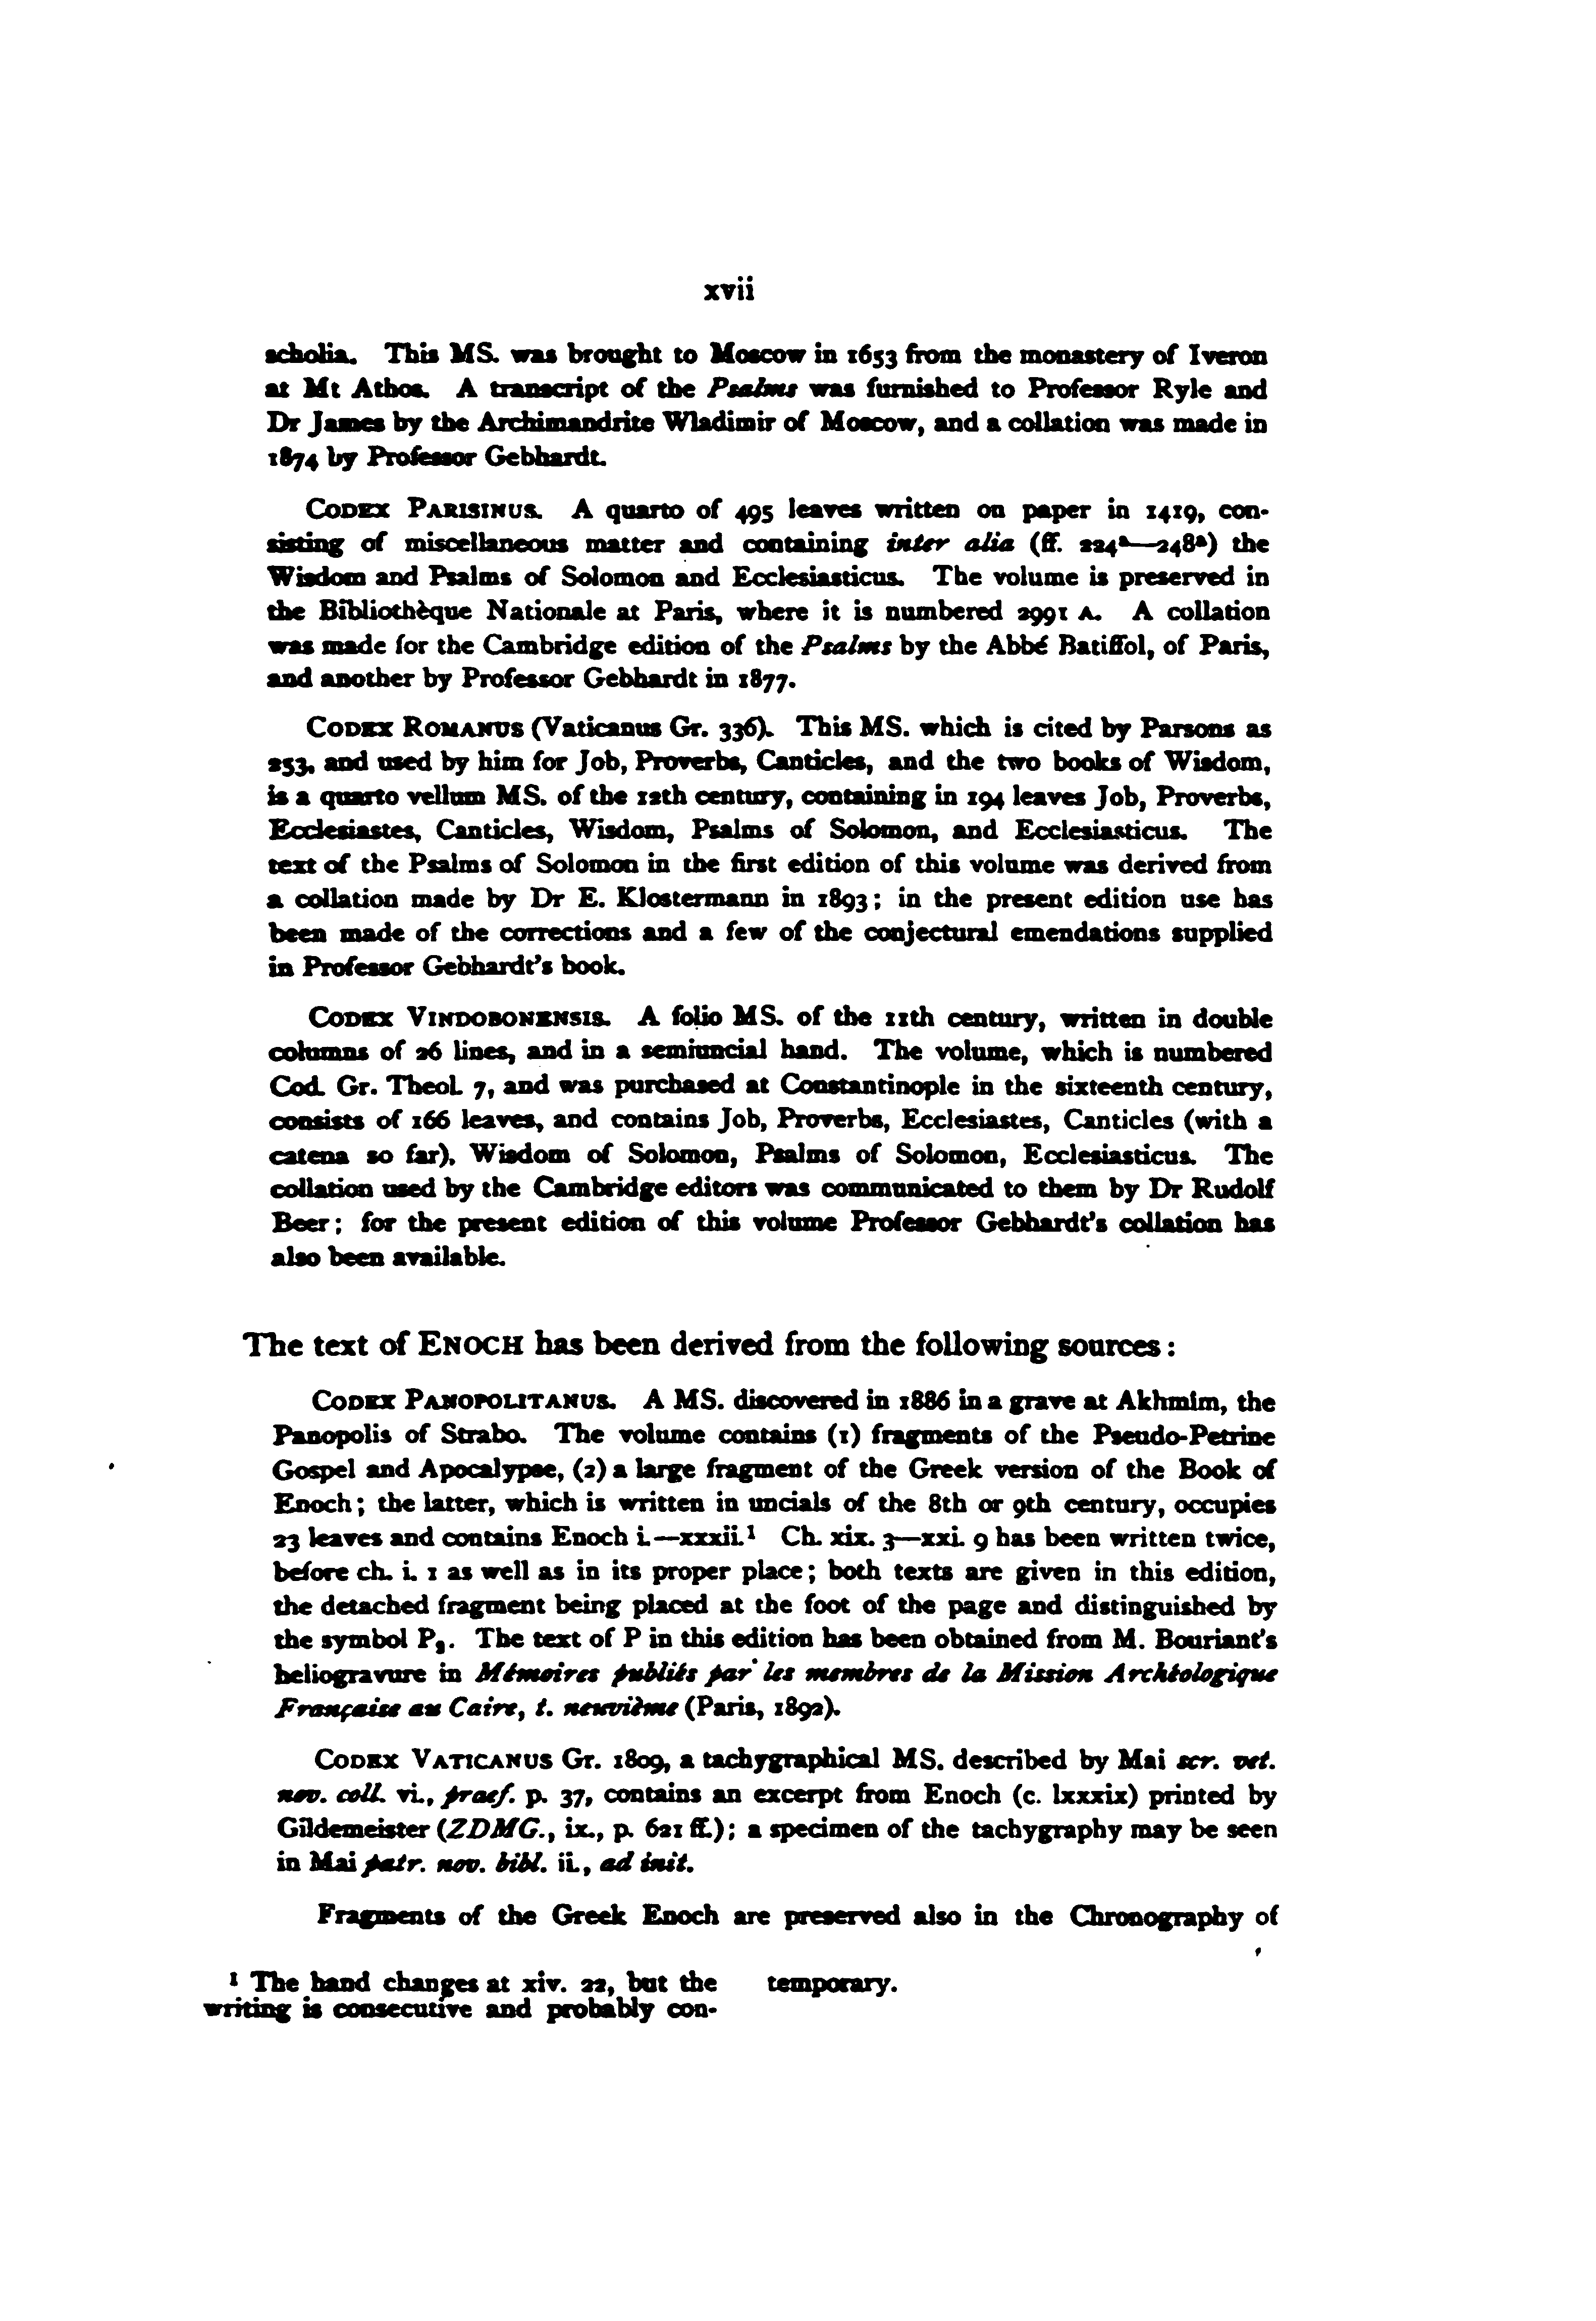 xvii
scholia. This MS. was brought to Moscow in 1653 from the monastery of Iveron
at Mt Athos. A transcript of the Psalms was furnished to Professor Ryle and
Dr James by the Archimandrite Wladimir of Moscow, and a collation was made in
1874 by Professor Gebhardt.
CODEX PARISINUS. A quarto of 495 leaves written on paper in 1419, con-
sisting of miscellaneous matter and containing inter alia (ff. 224ª—248ª) the
Wisdom and Psalms of Solomon and Ecclesiasticus. The volume is preserved in
the Bibliothèque Nationale at Paris, where it is numbered 2991 A. A collation
was made for the Cambridge edition of the Psalms by the Abbé Batiffol, of Paris,
and another by Professor Gebhardt in 1877.
CODEX ROMANUS (Vaticanus Gr. 336). This MS. which is cited by Parsons as
253, and used by him for Job, Proverbs, Canticles, and the two books of Wisdom,
is a quarto vellum MS. of the 12th century, containing in 194 leaves Job, Proverbs,
Ecclesiastes, Canticles, Wisdom, Psalms of Solomon, and Ecclesiasticus. The
text of the Psalms of Solomon in the first edition of this volume was derived from
a collation made by Dr E. Klostermann in 1893; in the present edition use has
been made of the corrections and a few of the conjectural emendations supplied
in Professor Gebhardt's book.
CODEX VINDOBONENSIS. A folio MS. of the 11th century, written in double
columns of 26 lines, and in a semiuncial hand. The volume, which is numbered
Cod. Gr. Theol. 7, and was purchased at Constantinople in the sixteenth century,
consists of 166 leaves, and contains Job, Proverbs, Ecclesiastes, Canticles (with a
catena so far), Wisdom of Solomon, Psalms of Solomon, Ecclesiasticus. The
collation used by the Cambridge editors was communicated to them by Dr Rudolf
Beer; for the present edition of this volume Professor Gebhardt's collation has
also been available.
The text of ENOCH has been derived from the following sources:
CODEX PANOPOLITANUS. A MS. discovered in 1886 in a grave at Akhmîm, the
Panopolis of Strabo. The volume contains (1) fragments of the Pseudo-Petrine
Gospel and Apocalypse, (2) a large fragment of the Greek version of the Book of
Enoch; the latter, which is written in uncials of the 8th or 9th century, occupies
23 leaves and contains Enoch i.—xxxii.¹ Ch. xix. 3—xxi. 9 has been written twice,
before ch. i. 1 as well as in its proper place; both texts are given in this edition,
the detached fragment being placed at the foot of the page and distinguished by
the symbol P₂. The text of P in this edition has been obtained from M. Bouriant's
heliogravure in Mémoires publiés par les membres de la Mission Archéologique
Française au Caire, t. neuvième (Paris, 1892).
CODEX VATICANUS Gr. 1809, a tachygraphical MS. described by Mai scr. vet.
nov. coll. vi., praef. p. 37, contains an excerpt from Enoch (c. lxxxix) printed by
Gildemeister (ZDMG., ix., p. 621 ff.); a specimen of the tachygraphy may be seen
in Mai patr. nov. bibl. ii., ad init.
Fragments of the Greek Enoch are preserved also in the Chronography of
¹ The hand changes at xiv. 22, but the
writing is consecutive and probably con-
temporary.